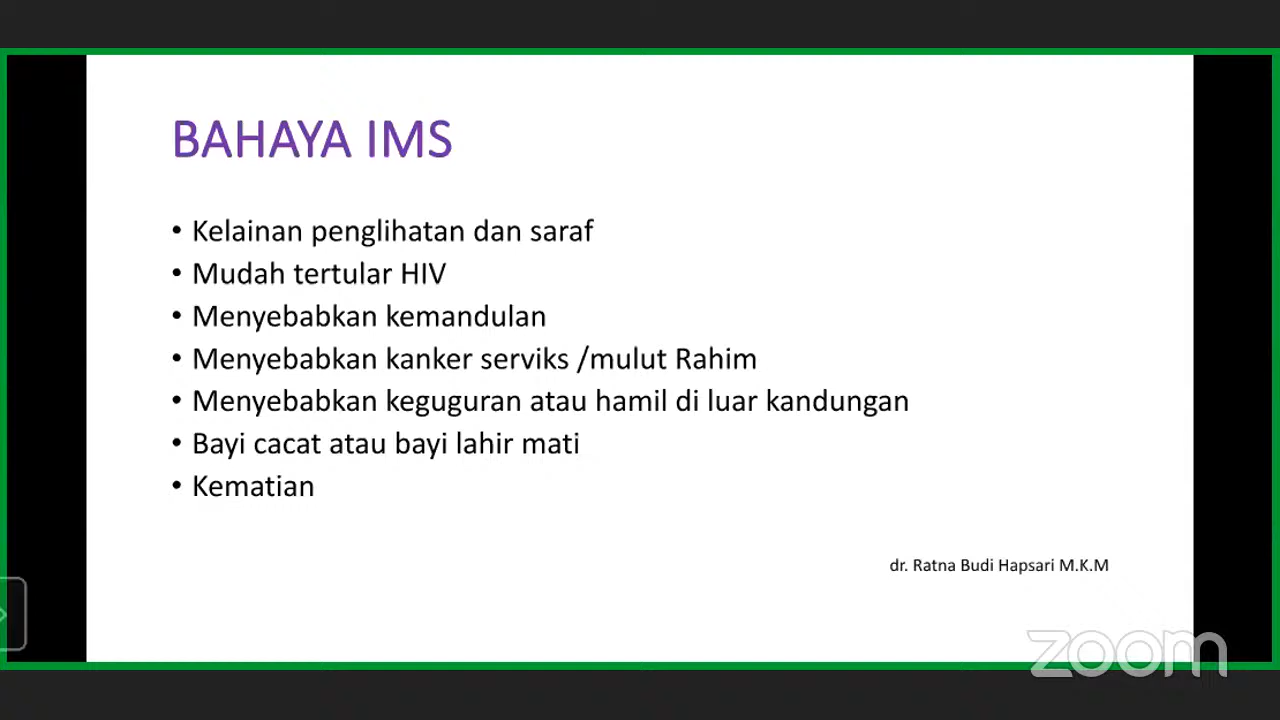 BAHAYA IMS
• Kelainan penglihatan dan saraf
• Mudah tertular HIV
• Menyebabkan kemandulan
• Menyebabkan kanker serviks /mulut Rahim
• Menyebabkan keguguran atau hamil di luar kandungan
• Bayi cacat atau bayi lahir mati
• Kematian
dr. Ratna Budi Hapsari M.K.M
zoom